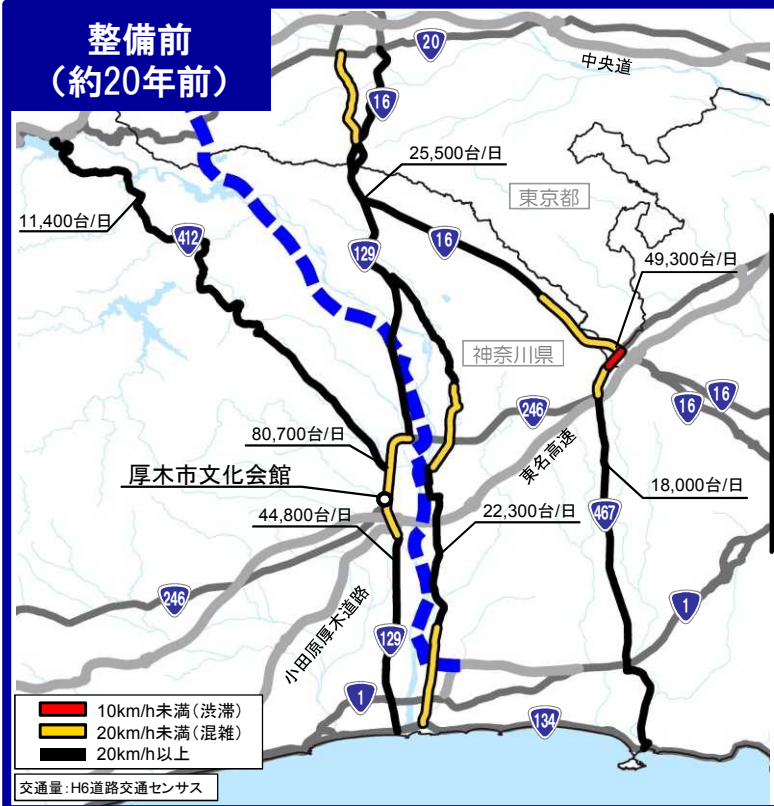 整備前
（約20年前）
20
中央道
16
25,500台/日
東京都
11,400台/日
412
129
16
49,300台/日
神奈川県
246
16
16
80,700台/日
東名高速
厚木市文化会館
18,000台/日
44,800台/日
22,300台/日
467
246
小田原厚木道路
129
1
1
134
10km/h未満（渋滞）
20km/h未満（混雑）
20km/h以上
交通量：H6道路交通センサス